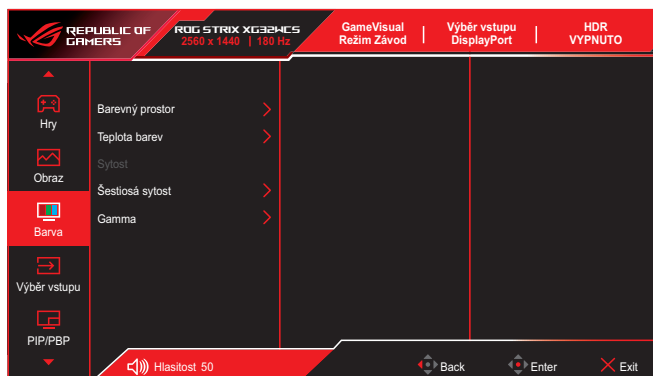 REPUBLIC OF
GAMERS
ROG STRIX XG32WCS
2560 x 1440 | 180 Hz
GameVisual
Režim Závod
Výběr vstupu
DisplayPort
HDR
VYPNUTO
Hry
Obraz
Barva
Výběr vstupu
PIP/PBP
Barevný prostor
Teplota barev
Sytost
Šestiosá sytost
Gamma
Hlasitost 50
Back
Enter
Exit